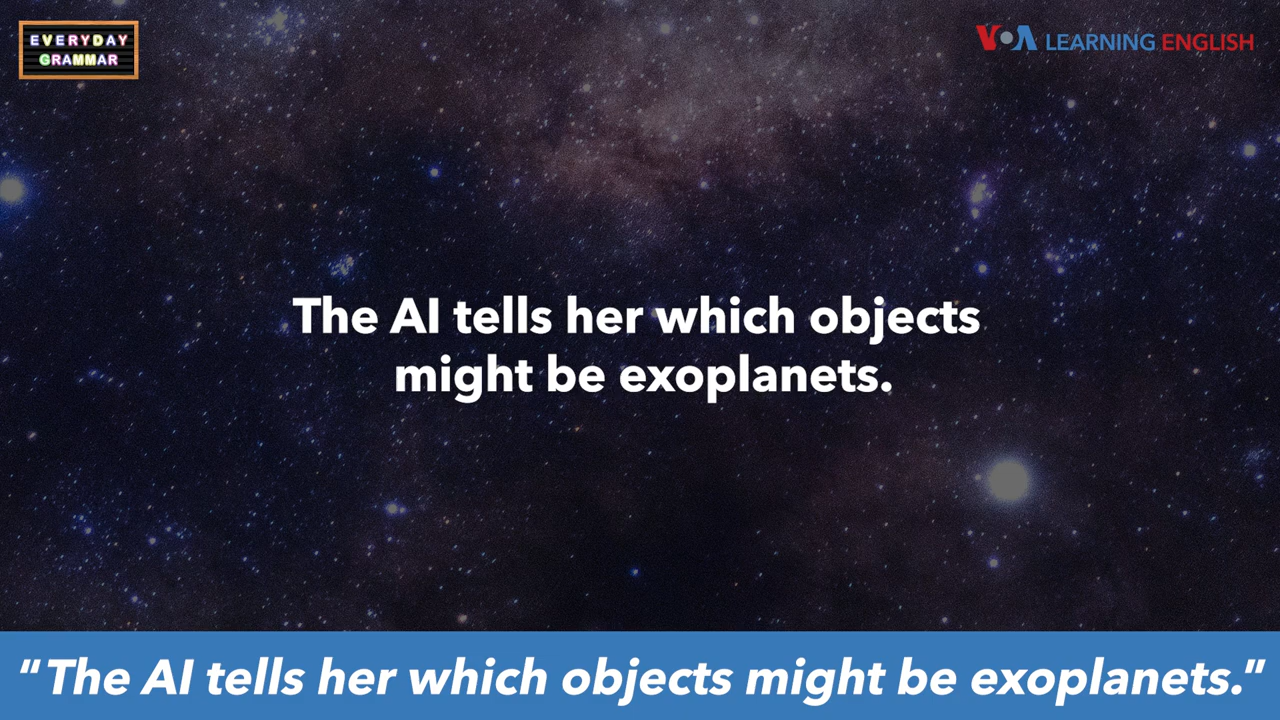 EVERYDAY
GRAMMAR
VOA LEARNING ENGLISH
The AI tells her which objects
might be exoplanets.
“The AI tells her which objects might be exoplanets.”